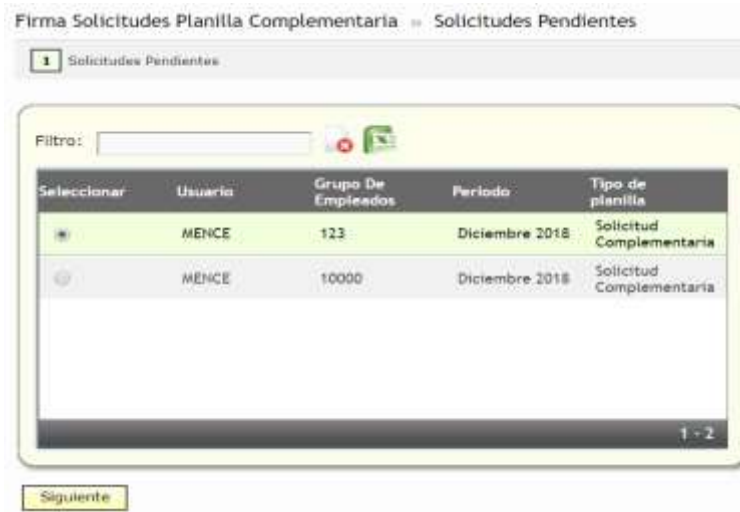 Firma Solicitudes Planilla Complementaria » Solicitudes Pendientes
1 Solicitudes Pendientes
Filtro:
Seleccionar Usuario Grupo De Empleados Periodo Tipo de planilla
MENCE 123 Diciembre 2018 Solicitud Complementaria
MENCE 10000 Diciembre 2018 Solicitud Complementaria
1 - 2
Siguiente